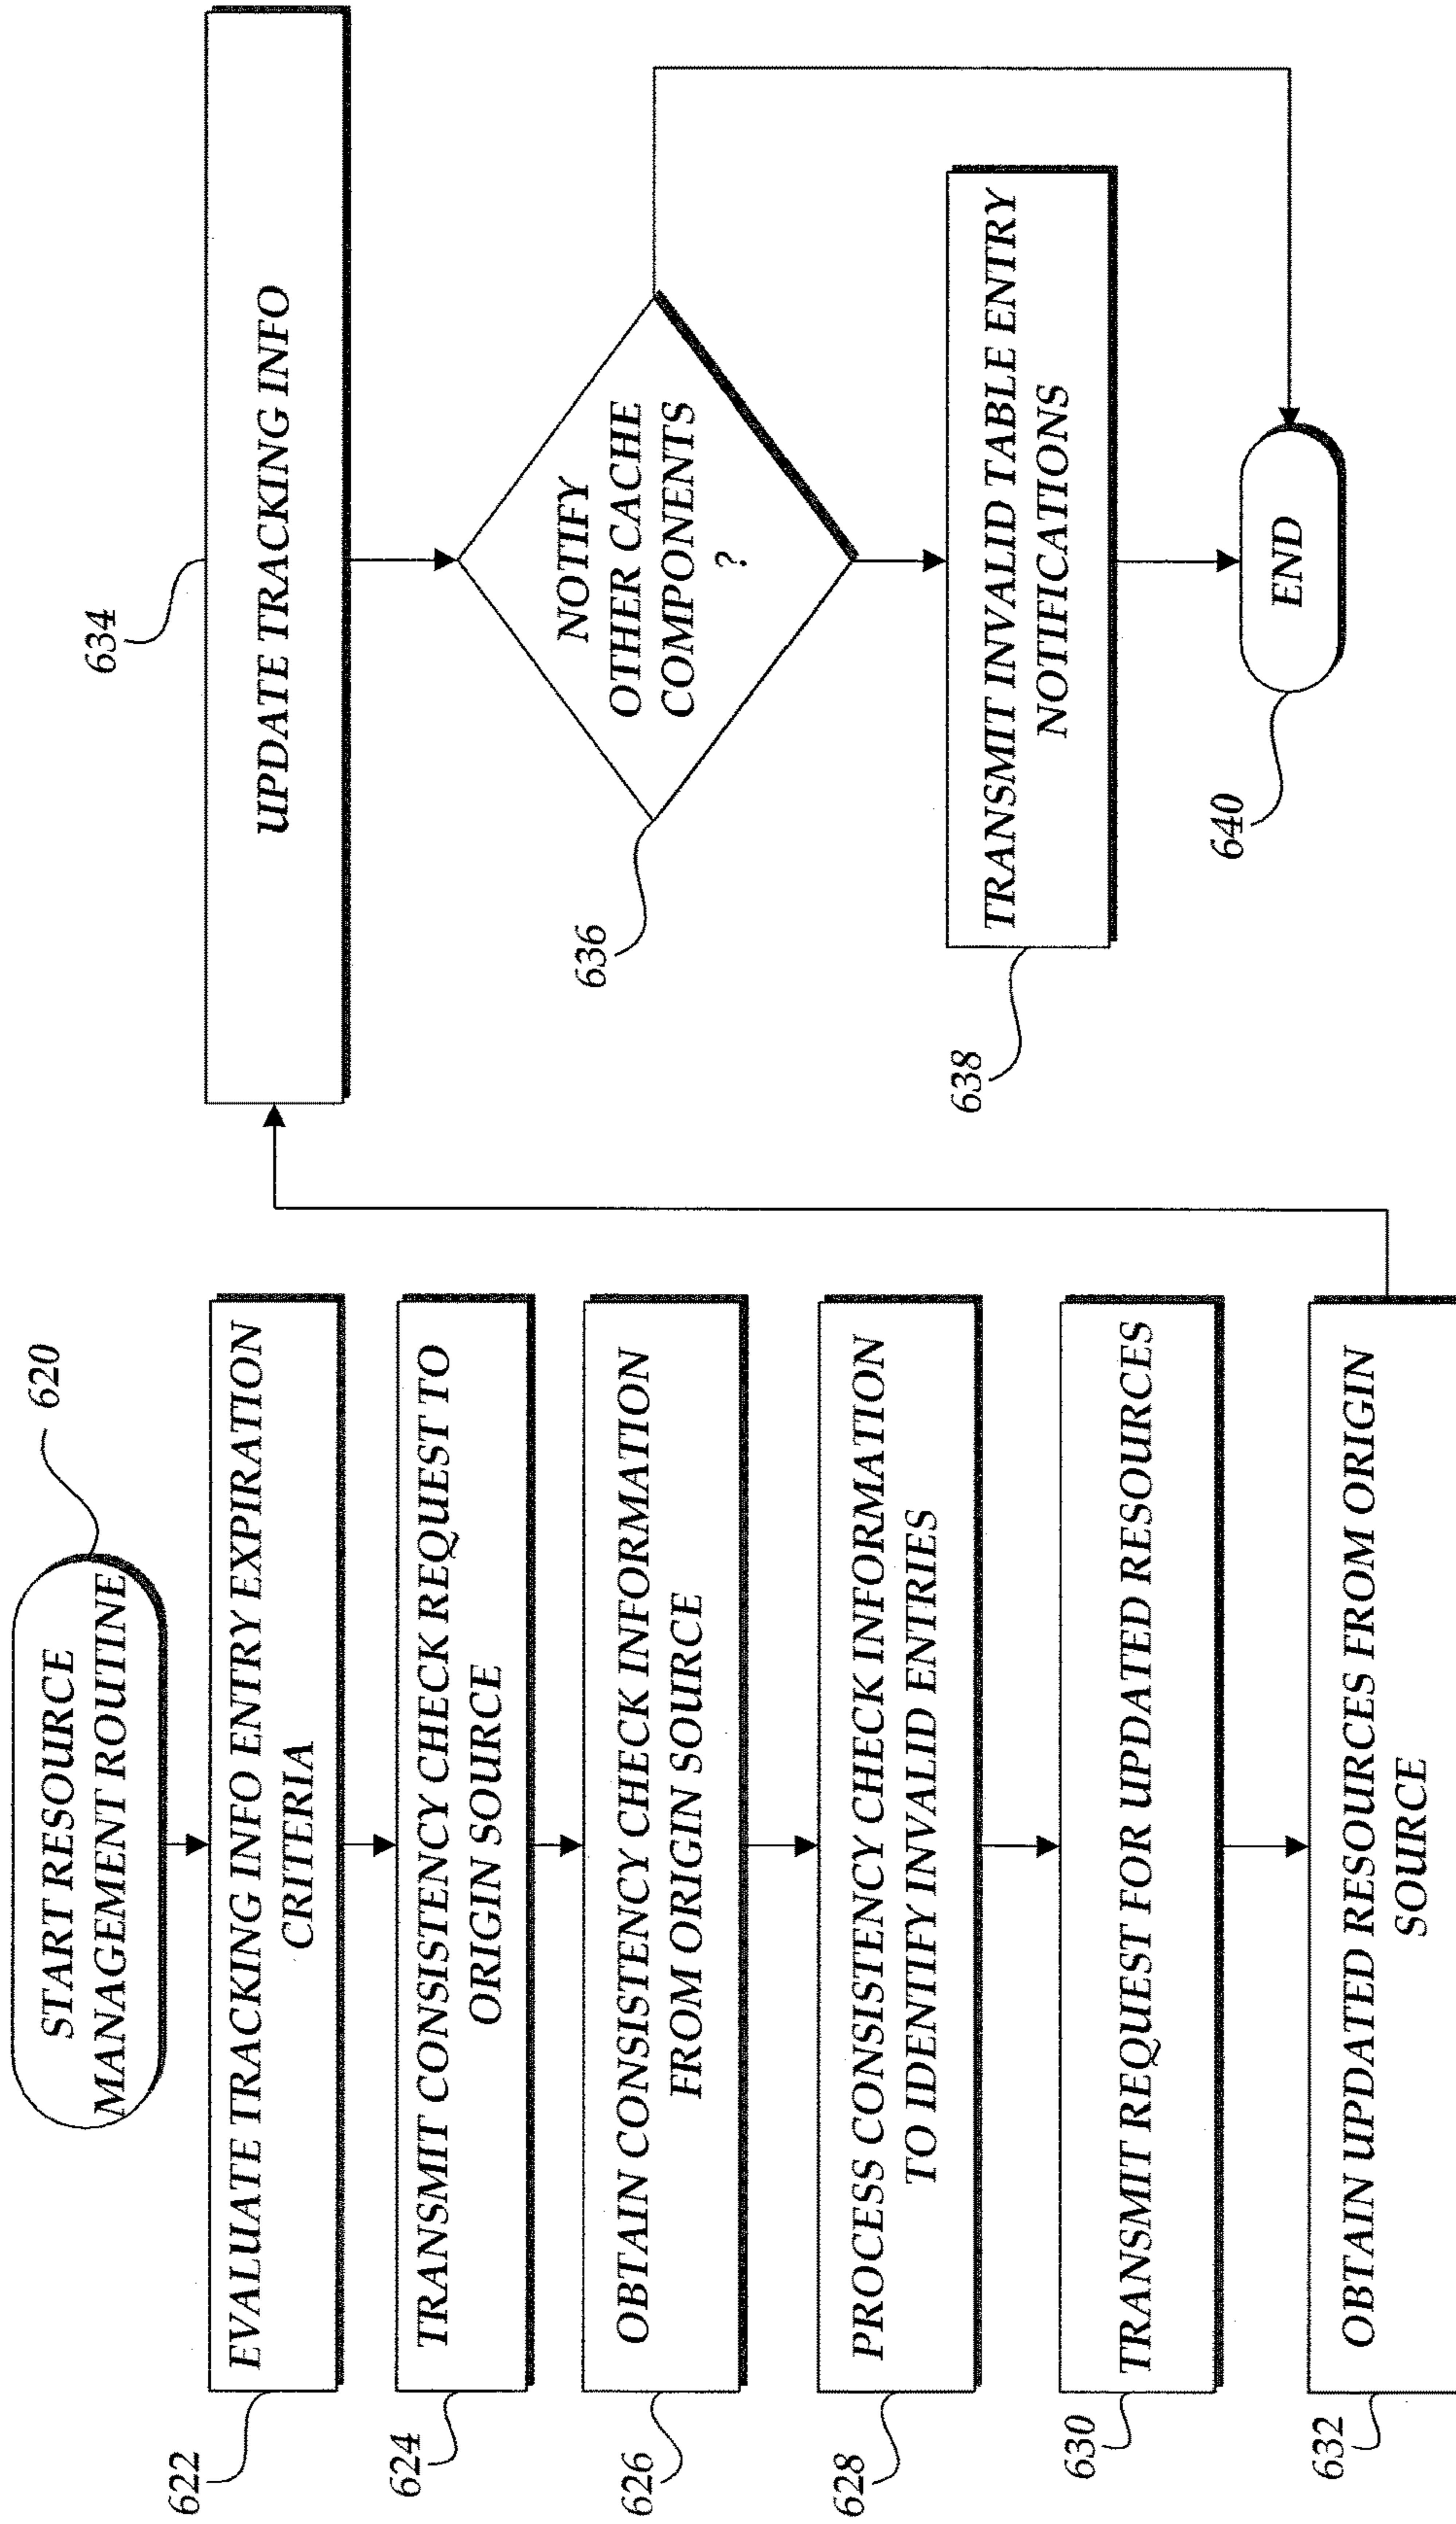 START RESOURCE
MANAGEMENT ROUTINE
620
EVALUATE TRACKING INFO ENTRY EXPIRATION
CRITERIA
622
TRANSMIT CONSISTENCY CHECK REQUEST TO
ORIGIN SOURCE
624
OBTAIN CONSISTENCY CHECK INFORMATION
FROM ORIGIN SOURCE
626
PROCESS CONSISTENCY CHECK INFORMATION
TO IDENTIFY INVALID ENTRIES
628
TRANSMIT REQUEST FOR UPDATED RESOURCES
630
OBTAIN UPDATED RESOURCES FROM ORIGIN
SOURCE
632
634
UPDATE TRACKING INFO
NOTIFY
OTHER CACHE
COMPONENTS
?
636
TRANSMIT INVALID TABLE ENTRY
NOTIFICATIONS
638
END
640